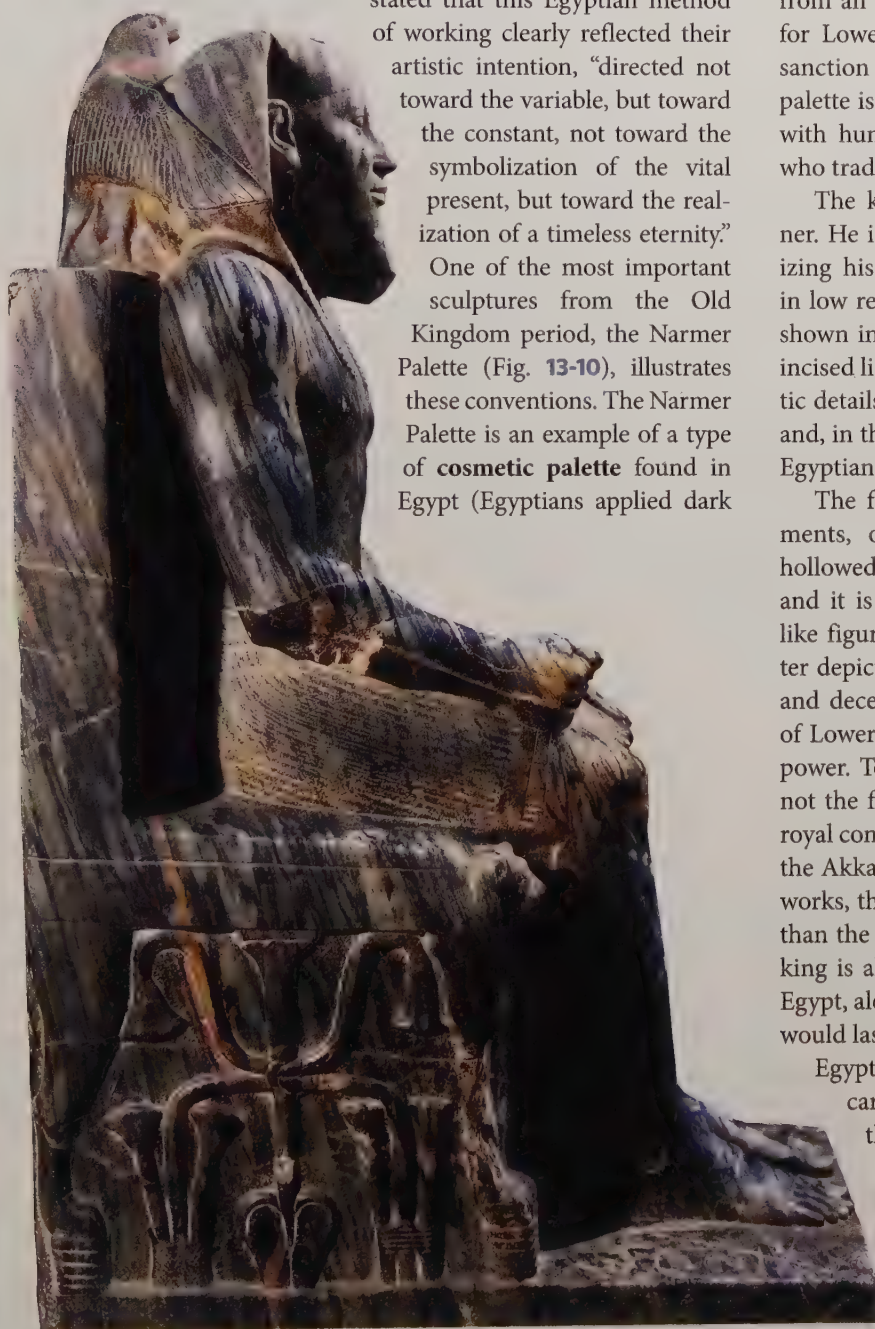 stated that this Egyptian method
of working clearly reflected their
artistic intention, “directed not
toward the variable, but toward
the constant, not toward the
symbolization of the vital
present, but toward the real-
ization of a timeless eternity.”
One of the most important
sculptures from the Old
Kingdom period, the Narmer
Palette (Fig. 13-10), illustrates
these conventions. The Narmer
Palette is an example of a type
of cosmetic palette found in
Egypt (Egyptians applied dark
for Lowe
sanction
palette is
with hur
who trad
The k
ner. He i
izing his
in low re
shown in
incised li
tic details
and, in th
Egyptian
The f
ments, c
hollowed
and it is
like figur
ter depic
and dece
of Lower
power. To
not the f
royal con
the Akka
works, th
than the
king is a
Egypt, alo
would las
Egypt
car
th